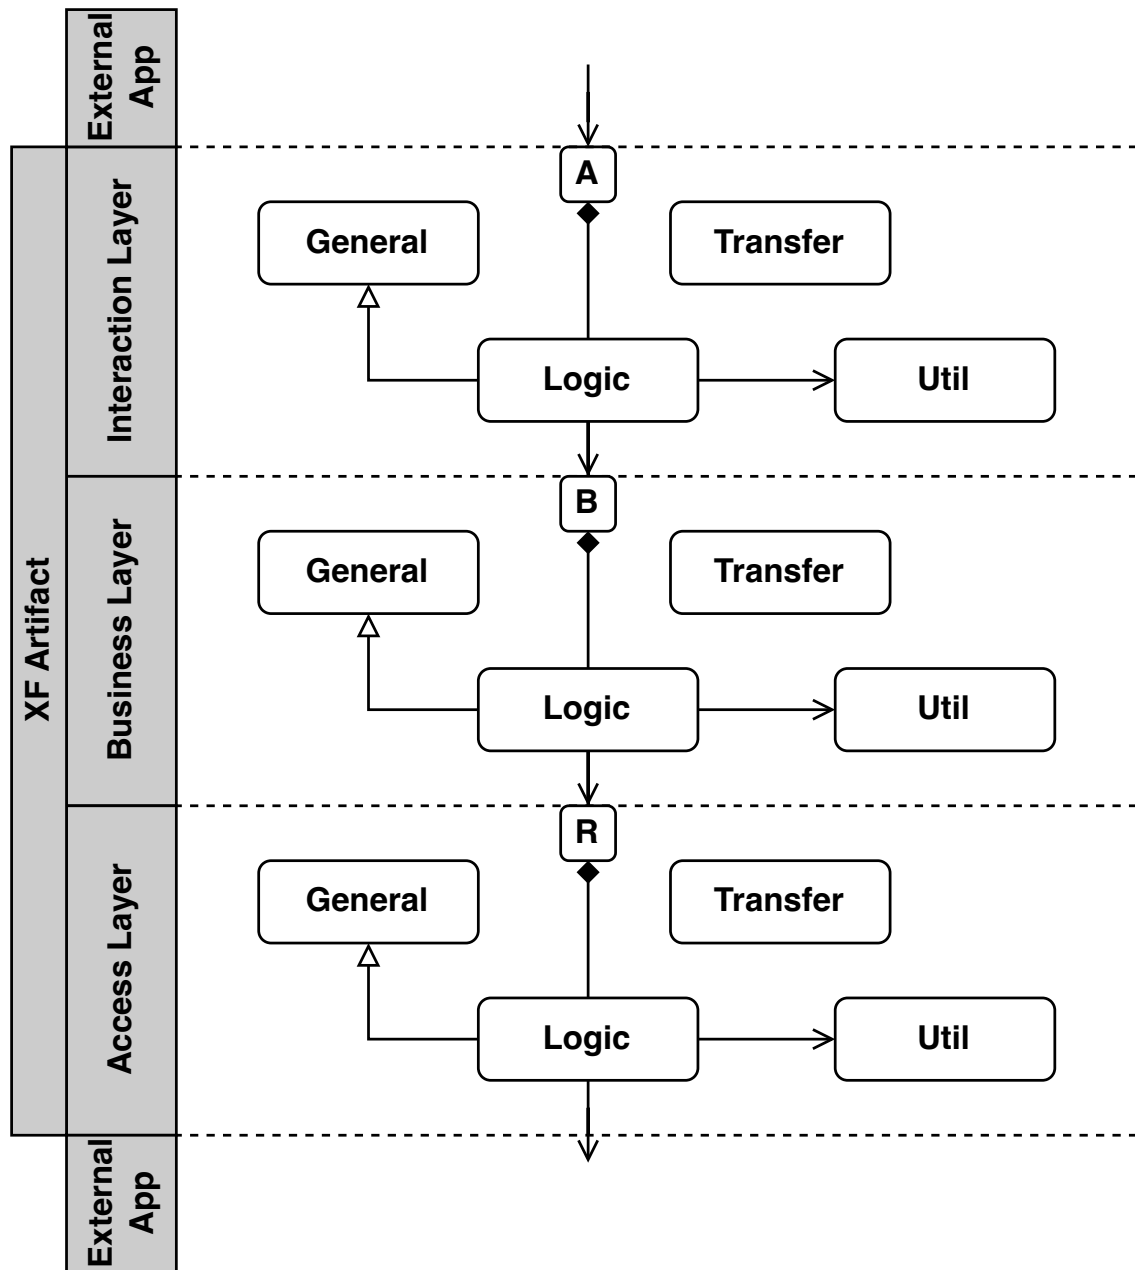 External
App
XF Artifact
Interaction Layer
A
General
Transfer
Logic
Util
Business Layer
B
General
Transfer
Logic
Util
Access Layer
R
General
Transfer
Logic
Util
External
App